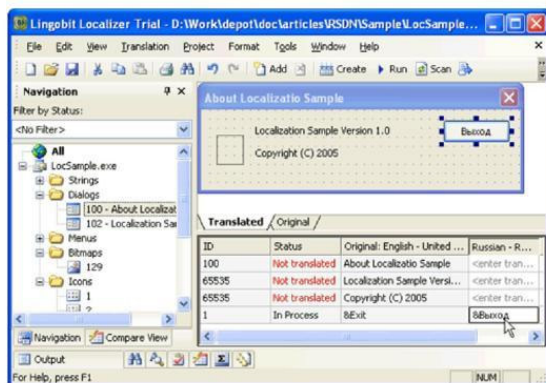 Lingobit Localizer Trial - D:\Work\depot\doc\articles\RSDN\Sample\LocSample...
File Edit View Translation Project Format Tools Window Help
Add Create Run Scan
Navigation
Filter by Status:
<No Filter>
All
LocSample.exe
Strings
Dialogs
100 - About Localizat
102 - Localization Sa
Menus
Bitmaps
129
Icons
1
2
Navigation Compare View
About Localizatio Sample
Localization Sample Version 1.0
Выход
Copyright (C) 2005
Translated Original
ID Status Original: English - United ... Russian - R...
100 Not translated About Localizatio Sample <enter tran...
65535 Not translated Localization Sample Versi... <enter tran...
65535 Not translated Copyright (C) 2005 <enter tran...
1 In Process &Exit &Выход
Output
For Help, press F1 NUM